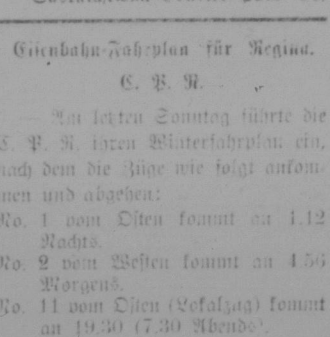 Eisenbahn-Fahrplan für Regina.
C. P. R.
— Am letzten Sonntag führte die
C. P. R. ihren Winterfahrplan ein,
nach dem die Züge wie folgt ankom-
men und abgehen:
No. 1 vom Osten kommt an 1.12
Nachts.
No. 2 vom Westen kommt an 4.56
Morgens.
No. 11 vom Osten (Lokalzug) kommt
an 19.30 (7.30 Abends).